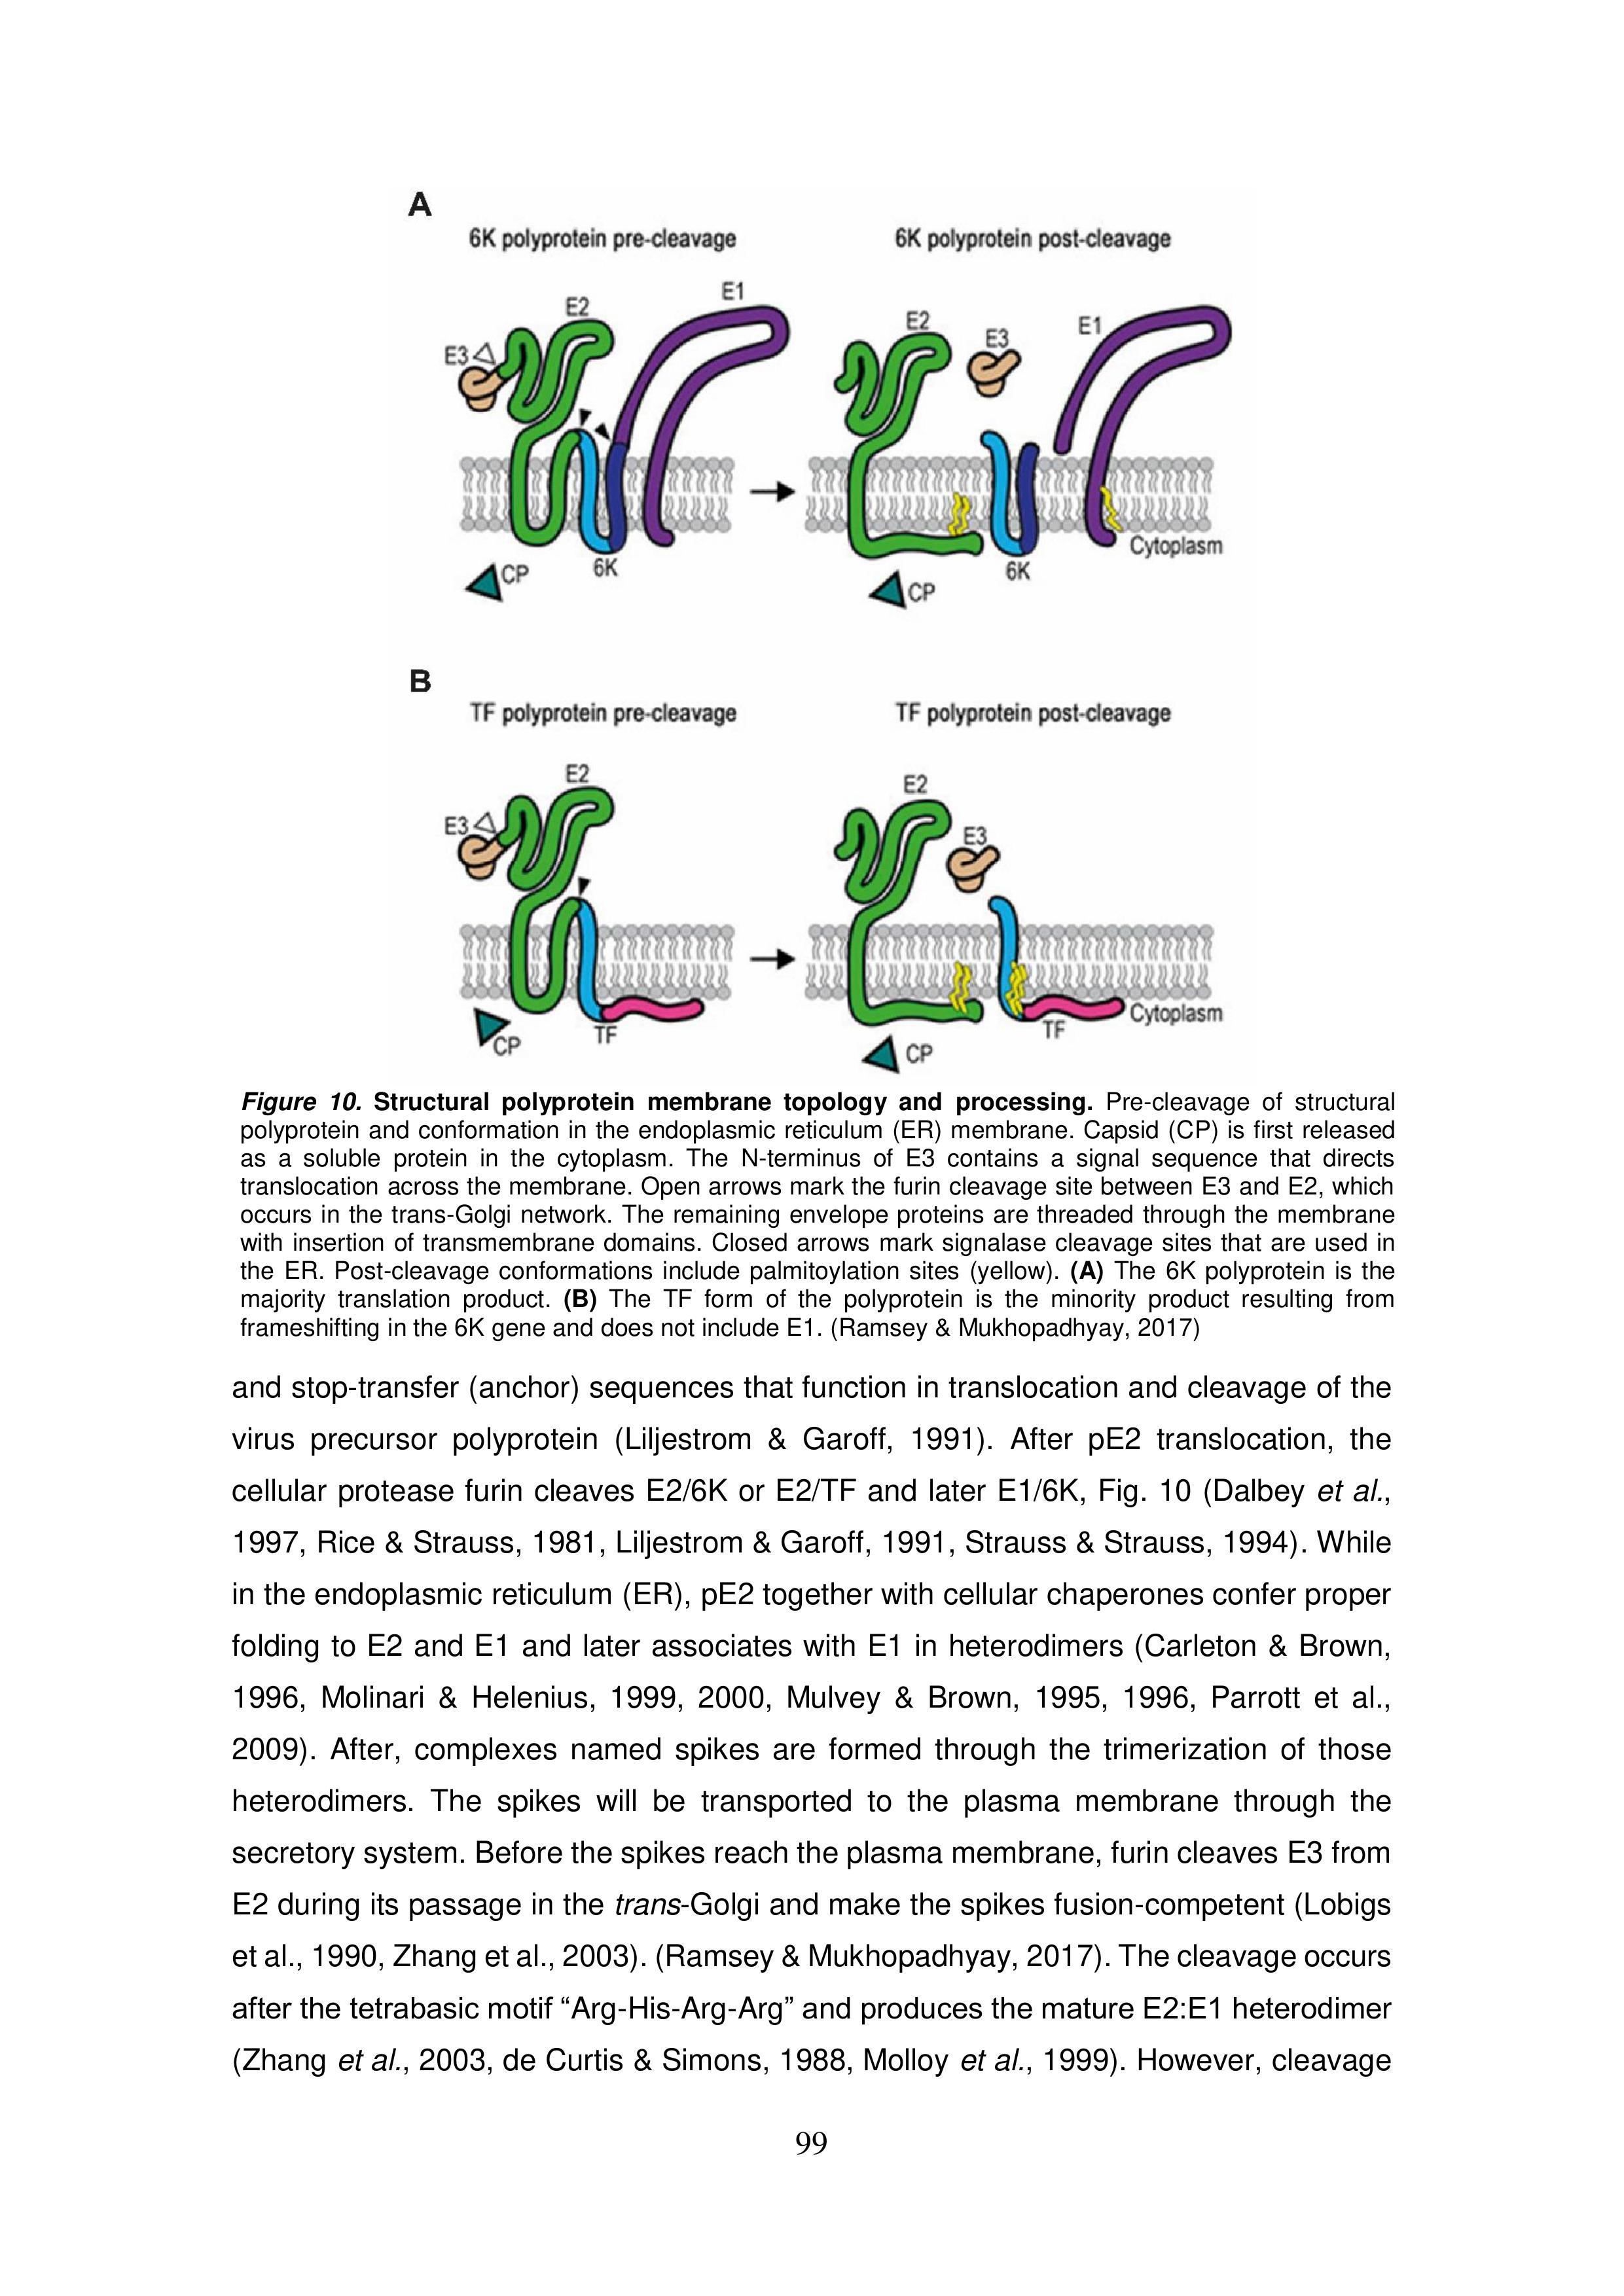 A
6K polyprotein pre-cleavage
6K polyprotein post-cleavage
E1
E2
E3
E2
E3
E1
CP
6K
Cytoplasm
6K
CP
B
TF polyprotein pre-cleavage
TF polyprotein post-cleavage
E2
E3
E2
E3
CP
TF
Cytoplasm
TF
CP
Figure 10. Structural polyprotein membrane topology and processing. Pre-cleavage of structural
polyprotein and conformation in the endoplasmic reticulum (ER) membrane. Capsid (CP) is first released
as a soluble protein in the cytoplasm. The N-terminus of E3 contains a signal sequence that directs
translocation across the membrane. Open arrows mark the furin cleavage site between E3 and E2, which
occurs in the trans-Golgi network. The remaining envelope proteins are threaded through the membrane
with insertion of transmembrane domains. Closed arrows mark signalase cleavage sites that are used in
the ER. Post-cleavage conformations include palmitoylation sites (yellow). (A) The 6K polyprotein is the
majority translation product. (B) The TF form of the polyprotein is the minority product resulting from
frameshifting in the 6K gene and does not include E1. (Ramsey & Mukhopadhyay, 2017)
and stop-transfer (anchor) sequences that function in translocation and cleavage of the
virus precursor polyprotein (Liljestrom & Garoff, 1991). After pE2 translocation, the
cellular protease furin cleaves E2/6K or E2/TF and later E1/6K, Fig. 10 (Dalbey et al.,
1997, Rice & Strauss, 1981, Liljestrom & Garoff, 1991, Strauss & Strauss, 1994). While
in the endoplasmic reticulum (ER), pE2 together with cellular chaperones confer proper
folding to E2 and E1 and later associates with E1 in heterodimers (Carleton & Brown,
1996, Molinari & Helenius, 1999, 2000, Mulvey & Brown, 1995, 1996, Parrott et al.,
2009). After, complexes named spikes are formed through the trimerization of those
heterodimers. The spikes will be transported to the plasma membrane through the
secretory system. Before the spikes reach the plasma membrane, furin cleaves E3 from
E2 during its passage in the trans-Golgi and make the spikes fusion-competent (Lobigs
et al., 1990, Zhang et al., 2003). (Ramsey & Mukhopadhyay, 2017). The cleavage occurs
after the tetrabasic motif “Arg-His-Arg-Arg” and produces the mature E2:E1 heterodimer
(Zhang et al., 2003, de Curtis & Simons, 1988, Molloy et al., 1999). However, cleavage
99